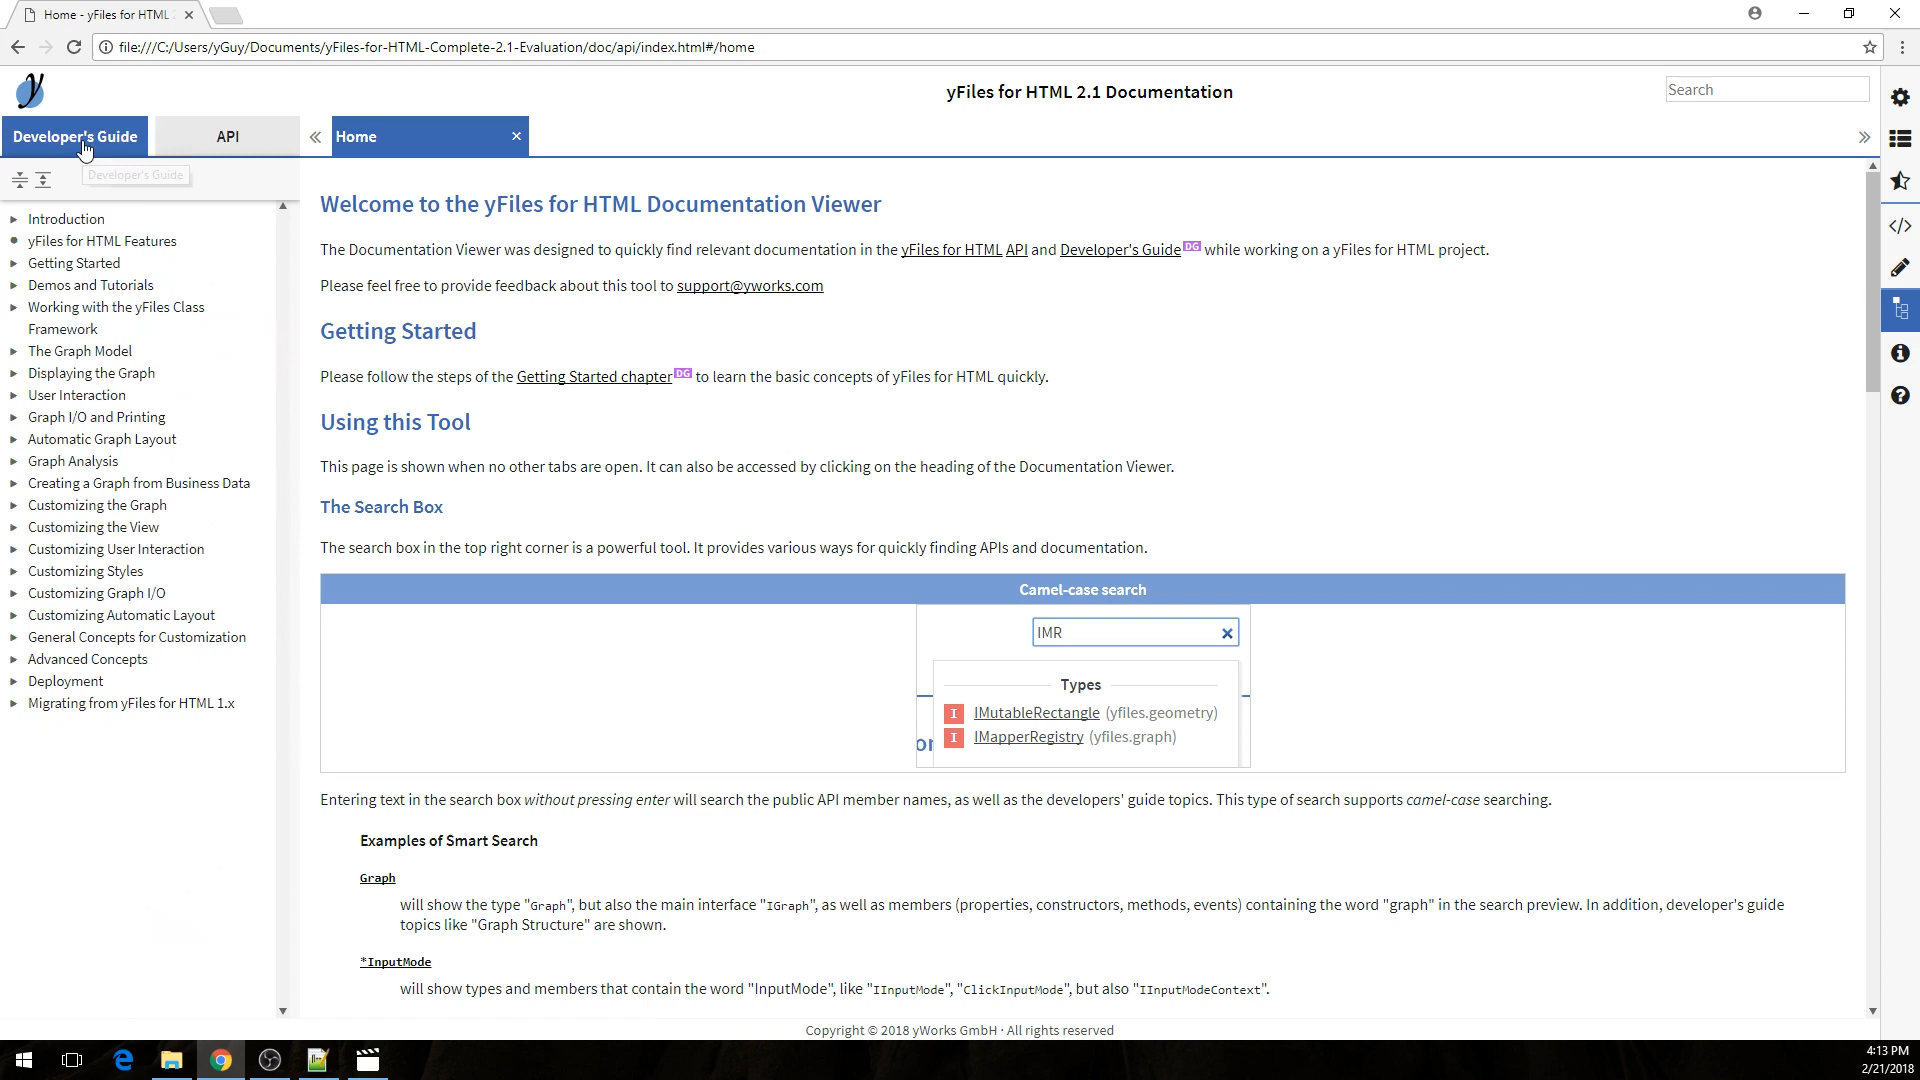 Home - yFiles for HTML
file:///C:/Users/yGuy/Documents/yFiles-for-HTML-Complete-2.1-Evaluation/doc/api/index.html#/home
y
yFiles for HTML 2.1 Documentation
Search
Developer's Guide
API
Home
Developer's Guide
Introduction
yFiles for HTML Features
Getting Started
Demos and Tutorials
Working with the yFiles Class
Framework
The Graph Model
Displaying the Graph
User Interaction
Graph I/O and Printing
Automatic Graph Layout
Graph Analysis
Creating a Graph from Business Data
Customizing the Graph
Customizing the View
Customizing User Interaction
Customizing Styles
Customizing Graph I/O
Customizing Automatic Layout
General Concepts for Customization
Advanced Concepts
Deployment
Migrating from yFiles for HTML 1.x
Welcome to the yFiles for HTML Documentation Viewer
The Documentation Viewer was designed to quickly find relevant documentation in the yFiles for HTML API and Developer's Guide DG while working on a yFiles for HTML project.
Please feel free to provide feedback about this tool to support@yworks.com
Getting Started
Please follow the steps of the Getting Started chapter DG to learn the basic concepts of yFiles for HTML quickly.
Using this Tool
This page is shown when no other tabs are open. It can also be accessed by clicking on the heading of the Documentation Viewer.
The Search Box
The search box in the top right corner is a powerful tool. It provides various ways for quickly finding APIs and documentation.
Camel-case search
IMR
Types
I IMutableRectangle (yfiles.geometry)
I IMapperRegistry (yfiles.graph)
Entering text in the search box without pressing enter will search the public API member names, as well as the developers' guide topics. This type of search supports camel-case searching.
Examples of Smart Search
Graph
will show the type "Graph", but also the main interface "IGraph", as well as members (properties, constructors, methods, events) containing the word "graph" in the search preview. In addition, developer's guide
topics like "Graph Structure" are shown.
*InputMode
will show types and members that contain the word "InputMode", like "IInputMode", "ClickInputMode", but also "IInputModeContext".
Copyright © 2018 yWorks GmbH · All rights reserved
4:13 PM
2/21/2018